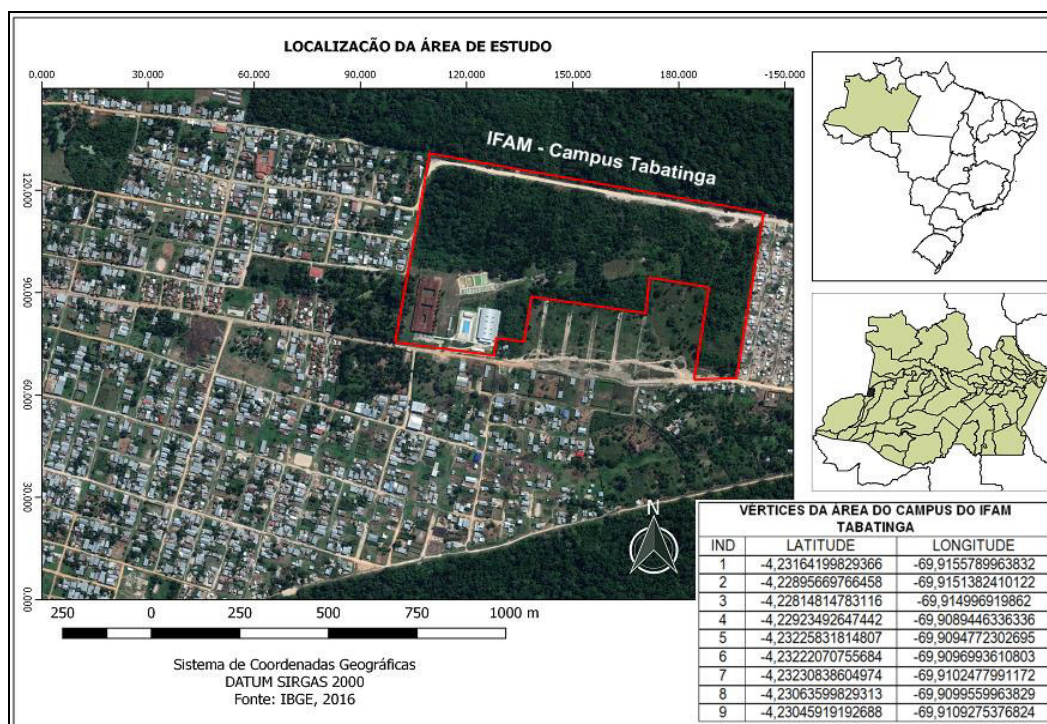 LOCALIZACÃO DA ÁREA DE ESTUDO
0.000 30.000 60.000 90.000 120.000 150.000 180.000 -150.000
IFAM - Campus Tabatinga
120.000
90.000
60.000
30.000
0.000
N
250 0 250 500 750 1000 m
Sistema de Coordenadas Geográficas
DATUM SIRGAS 2000
Fonte: IBGE, 2016
VÉRTICES DA ÁREA DO CAMPUS DO IFAM
TABATINGA
IND LATITUDE LONGITUDE
1 -4,23164199829366 -69,9155789963832
2 -4,22895669766458 -69,9151382410122
3 -4,22814814783116 -69,914996919862
4 -4,22923492647442 -69,9089446336336
5 -4,23225831814807 -69,9094772302695
6 -4,23222070755684 -69,9096993610803
7 -4,23230838604974 -69,9102477991172
8 -4,23063599829313 -69,9099559963829
9 -4,23045919192688 -69,9109275376824